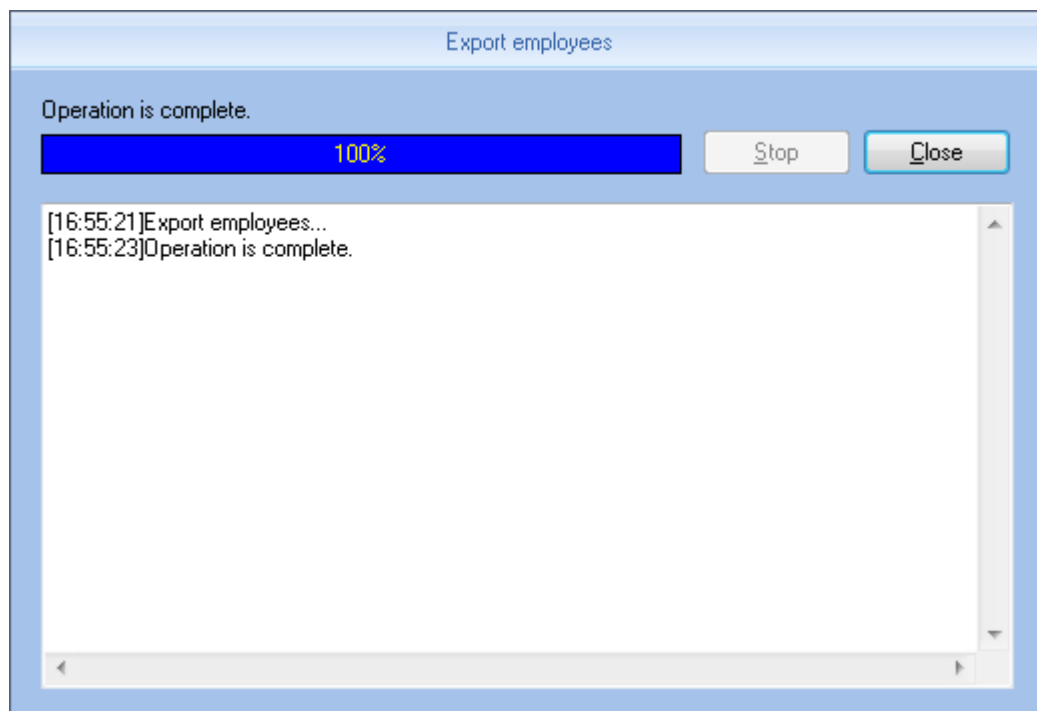 Export employees
Operation is complete.
100%
Stop
Close
[16:55:21]Export employees...
[16:55:23]Operation is complete.